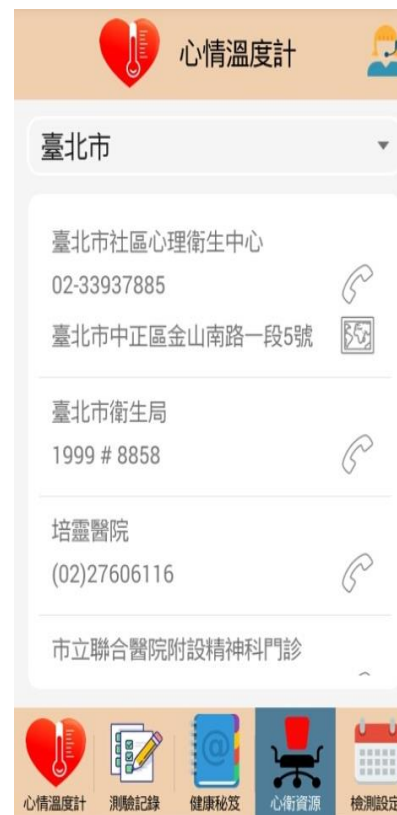 心情溫度計
臺北市
臺北市社區心理衛生中心
02-33937885
臺北市中正區金山南路一段5號
臺北市衛生局
1999 # 8858
培靈醫院
(02)27606116
市立聯合醫院附設精神科門診
心情溫度計
測驗記錄
健康秘笈
心衛資源
檢測設定